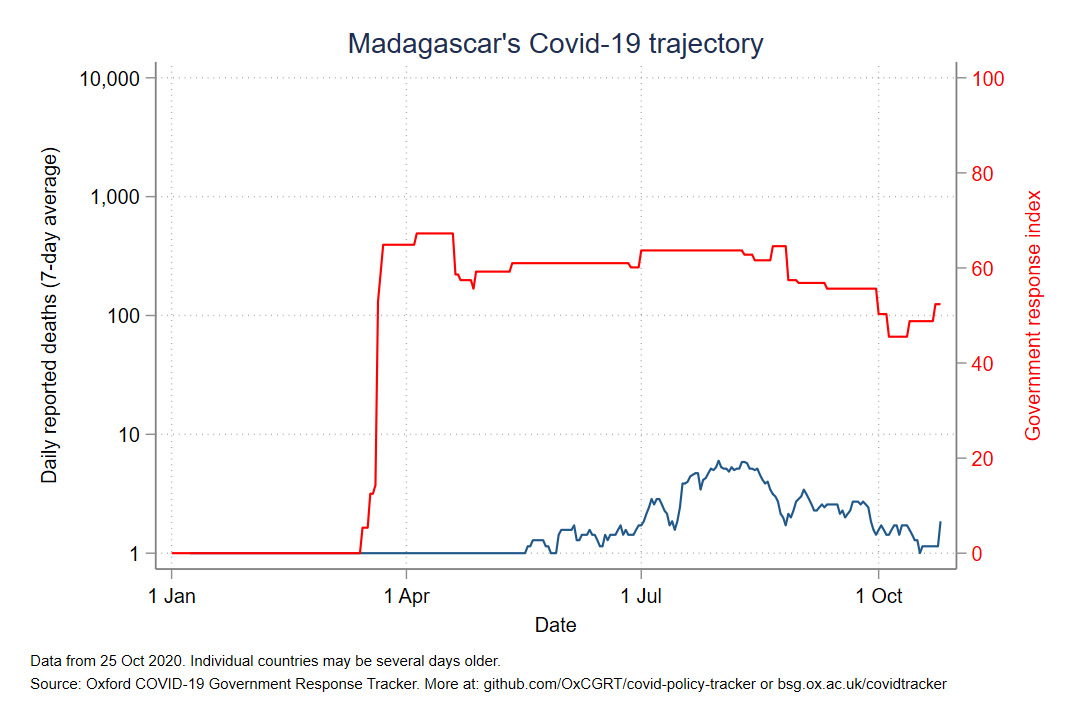 Madagascar's Covid-19 trajectory
10,000
1,000
100
10
1
Daily reported deaths (7-day average)
100
80
60
40
20
0
Government response index
1 Jan
1 Apr
1 Jul
1 Oct
Date
Data from 25 Oct 2020. Individual countries may be several days older.
Source: Oxford COVID-19 Government Response Tracker. More at: github.com/OxCGRT/covid-policy-tracker or bsg.ox.ac.uk/covidtracker